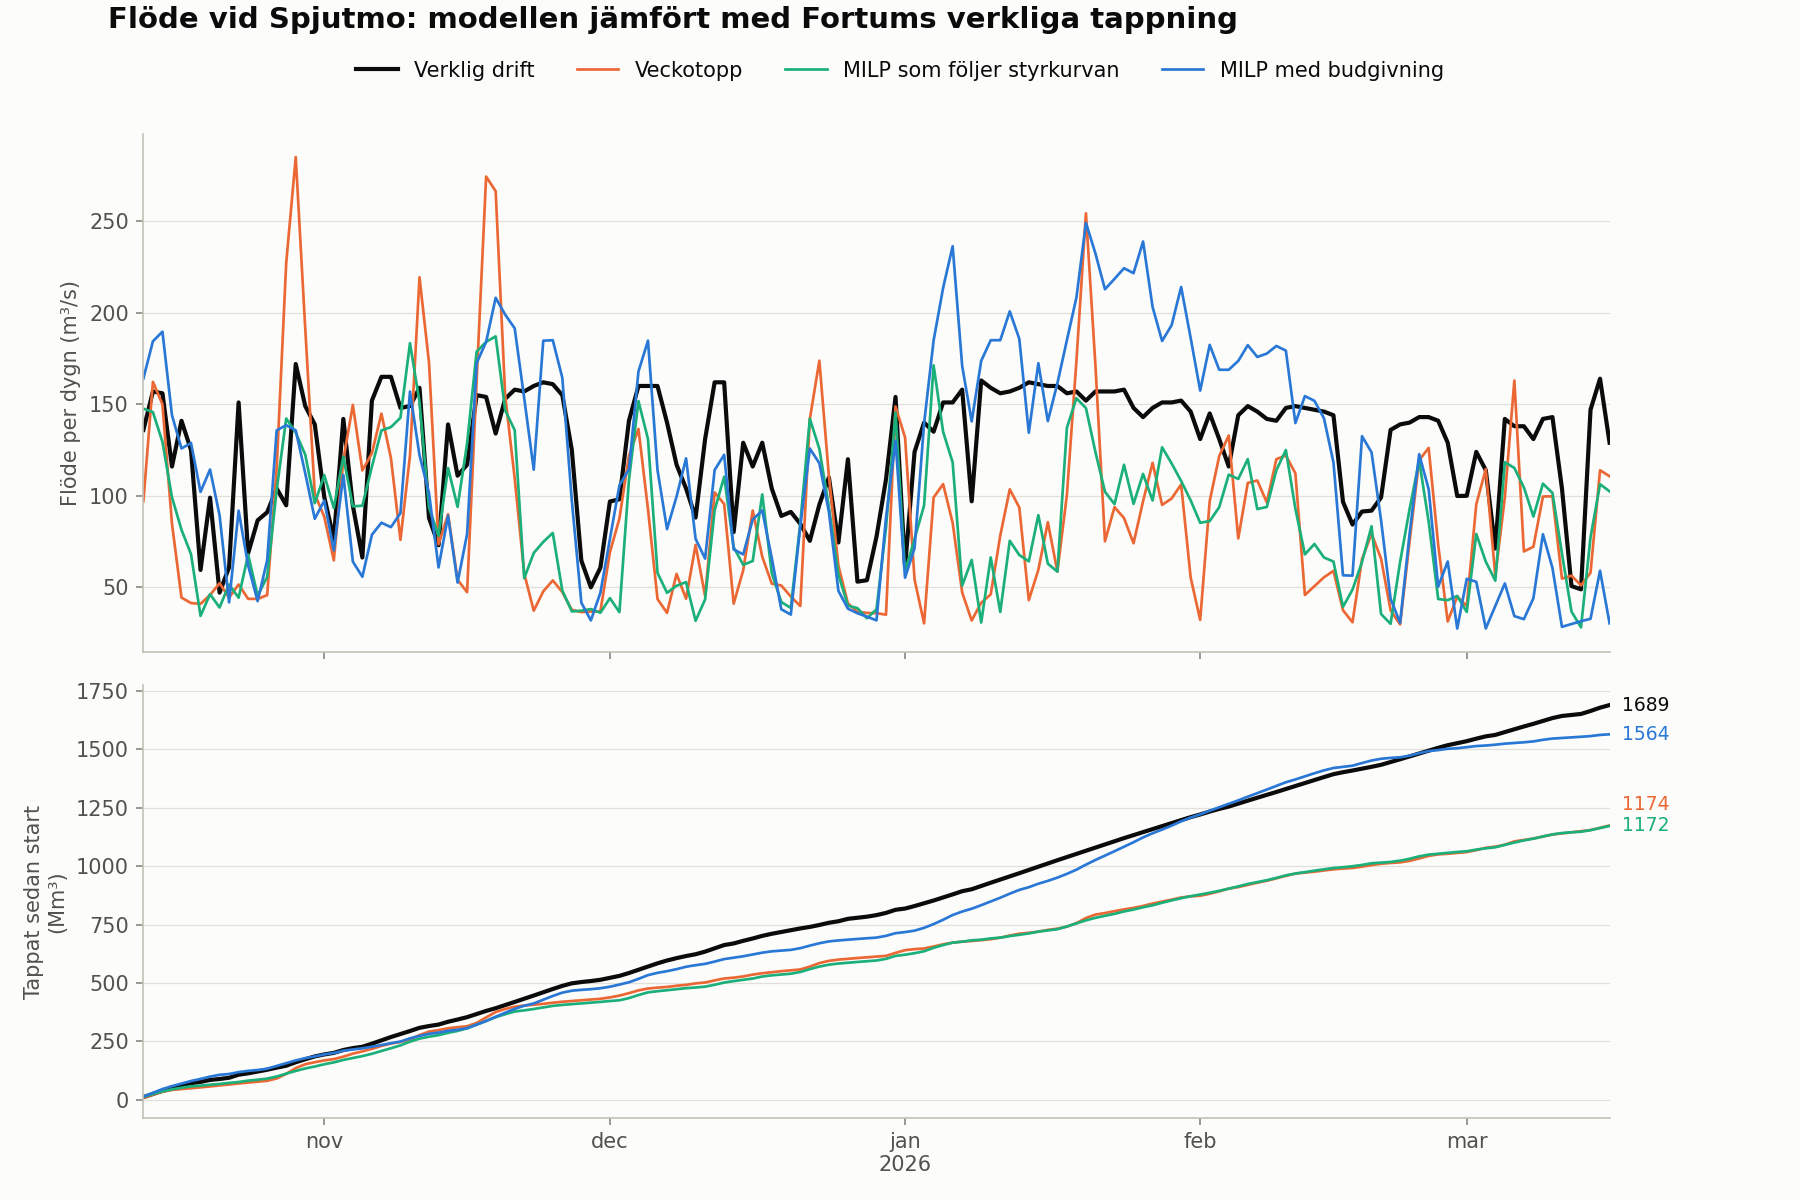 Flöde vid Spjutmo: modellen jämfört med Fortums verkliga tappning
Verklig drift
Veckotopp
MILP som följer styrkurvan
MILP med budgivning
Flöde per dygn (m³/s)
250
200
150
100
50
Tappat sedan start
(Mm³)
1750
1500
1250
1000
750
500
250
0
1689
1564
1174
1172
nov
dec
jan
2026
feb
mar